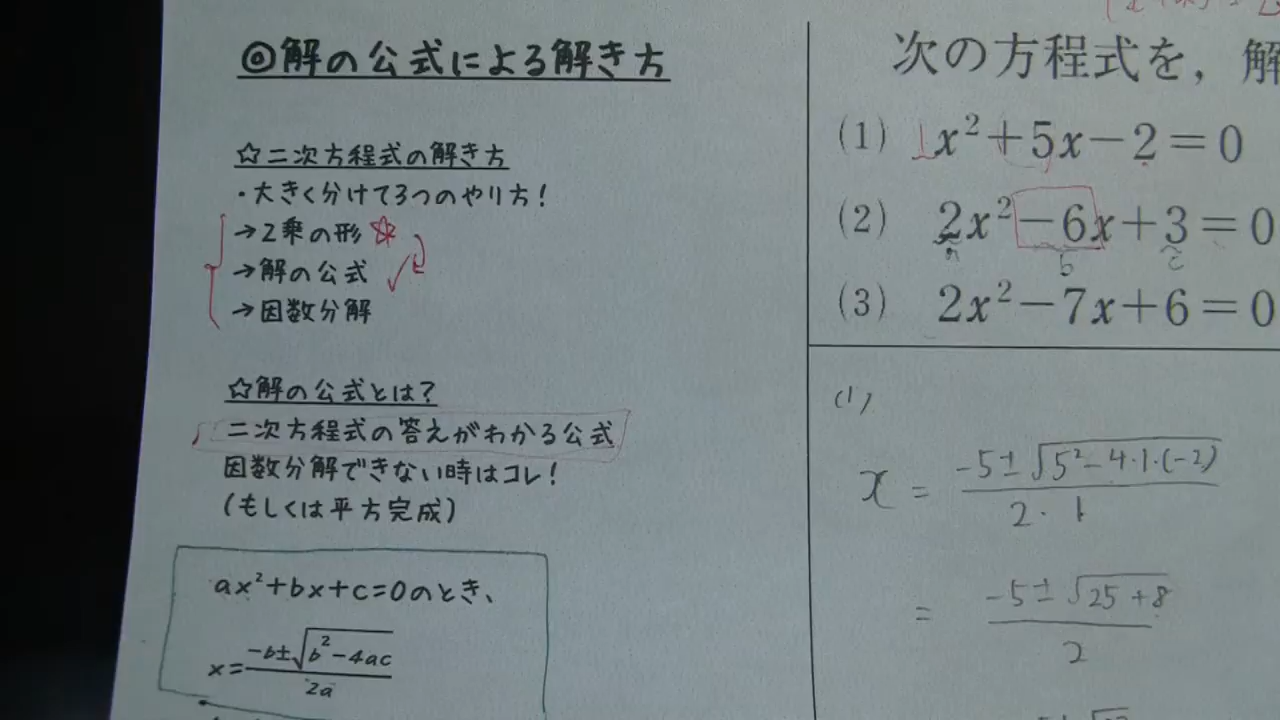 ◎解の公式による解き方
☆二次方程式の解き方
・大きく分けて3つのやり方!
→2乗の形
→解の公式
→因数分解
☆解の公式とは?
二次方程式の答えがわかる公式
因数分解できない時はコレ!
(もしくは平方完成)
ax²+bx+c=0のとき、
x=(-b±√(b²-4ac))/2a
次の方程式を, 解
(1) 1x²+5x-2=0
(2) 2x²-6x+3=0
a b c
(3) 2x²-7x+6=0
(1)
x = (-5±√(5²-4・1・(-2)))/(2・1)
= (-5±√(25+8))/2